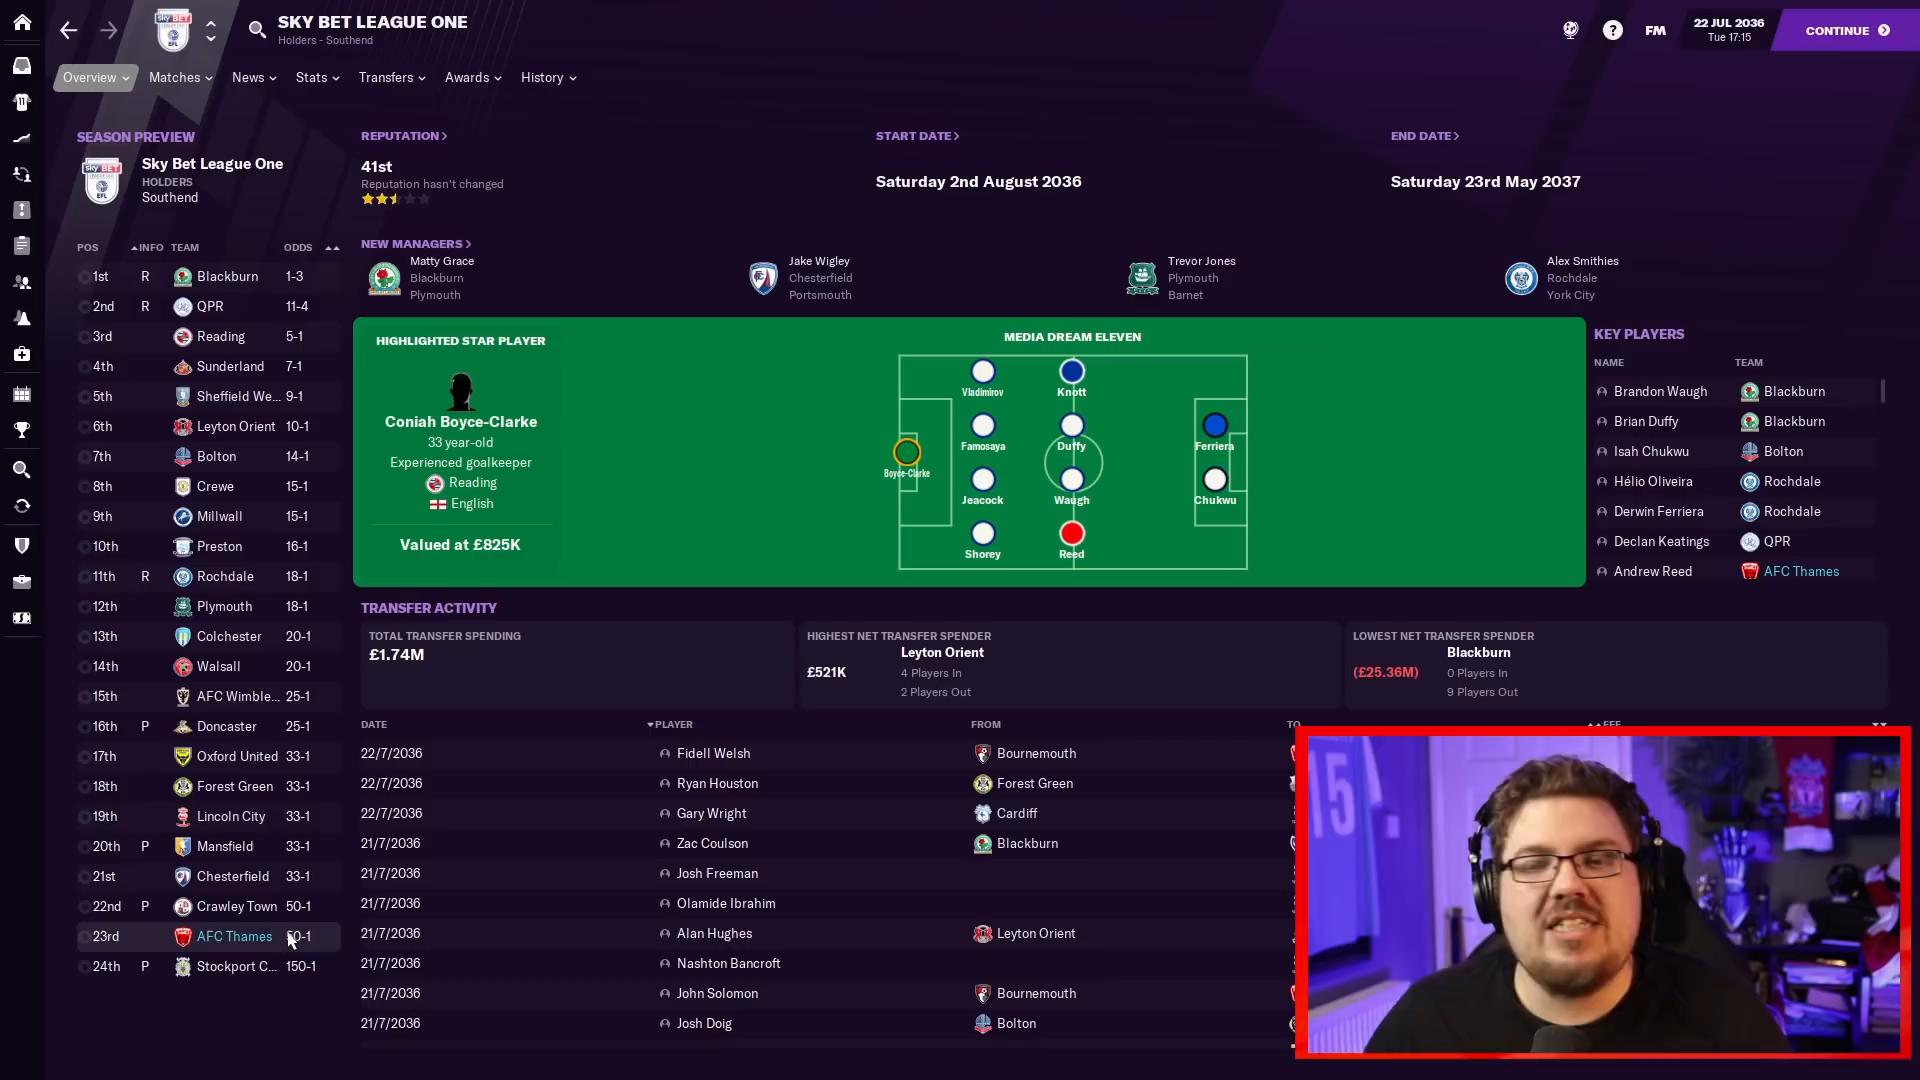 SKY BET LEAGUE ONE
Holders - Southend
FM
22 JUL 2036
Tue 17:15
CONTINUE
Overview
Matches
News
Stats
Transfers
Awards
History
SEASON PREVIEW
Sky Bet League One
HOLDERS
Southend
REPUTATION
41st
Reputation hasn't changed
START DATE
Saturday 2nd August 2036
END DATE
Saturday 23rd May 2037
NEW MANAGERS
Matty Grace
Blackburn
Plymouth
Jake Wigley
Chesterfield
Portsmouth
Trevor Jones
Plymouth
Barnet
Alex Smithies
Rochdale
York City
POS INFO TEAM ODDS
1st R Blackburn 1-3
2nd R QPR 11-4
3rd Reading 5-1
4th Sunderland 7-1
5th Sheffield We... 9-1
6th Leyton Orient 10-1
7th Bolton 14-1
8th Crewe 15-1
9th Millwall 15-1
10th Preston 16-1
11th R Rochdale 18-1
12th Plymouth 18-1
13th Colchester 20-1
14th Walsall 20-1
15th AFC Wimble... 25-1
16th P Doncaster 25-1
17th Oxford United 33-1
18th Forest Green 33-1
19th Lincoln City 33-1
20th P Mansfield 33-1
21st Chesterfield 33-1
22nd P Crawley Town 50-1
23rd AFC Thames 50-1
24th P Stockport C... 150-1
HIGHLIGHTED STAR PLAYER
Coniah Boyce-Clarke
33 year-old
Experienced goalkeeper
Reading
English
Valued at £825K
MEDIA DREAM ELEVEN
Vladimirov
Knott
Famosaya
Duffy
Ferriera
Boyce-Clarke
Jeacock
Waugh
Chukwu
Shorey
Reed
KEY PLAYERS
NAME TEAM
Brandon Waugh Blackburn
Brian Duffy Blackburn
Isah Chukwu Bolton
Hélio Oliveira Rochdale
Derwin Ferriera Rochdale
Declan Keatings QPR
Andrew Reed AFC Thames
TRANSFER ACTIVITY
TOTAL TRANSFER SPENDING
£1.74M
HIGHEST NET TRANSFER SPENDER
Leyton Orient
£521K
4 Players In
2 Players Out
LOWEST NET TRANSFER SPENDER
Blackburn
(£25.36M)
0 Players In
9 Players Out
DATE PLAYER FROM TO FEE
22/7/2036 Fidell Welsh Bournemouth
22/7/2036 Ryan Houston Forest Green
22/7/2036 Gary Wright Cardiff
21/7/2036 Zac Coulson Blackburn
21/7/2036 Josh Freeman
21/7/2036 Olamide Ibrahim
21/7/2036 Alan Hughes Leyton Orient
21/7/2036 Nashton Bancroft
21/7/2036 John Solomon Bournemouth
21/7/2036 Josh Doig Bolton
15